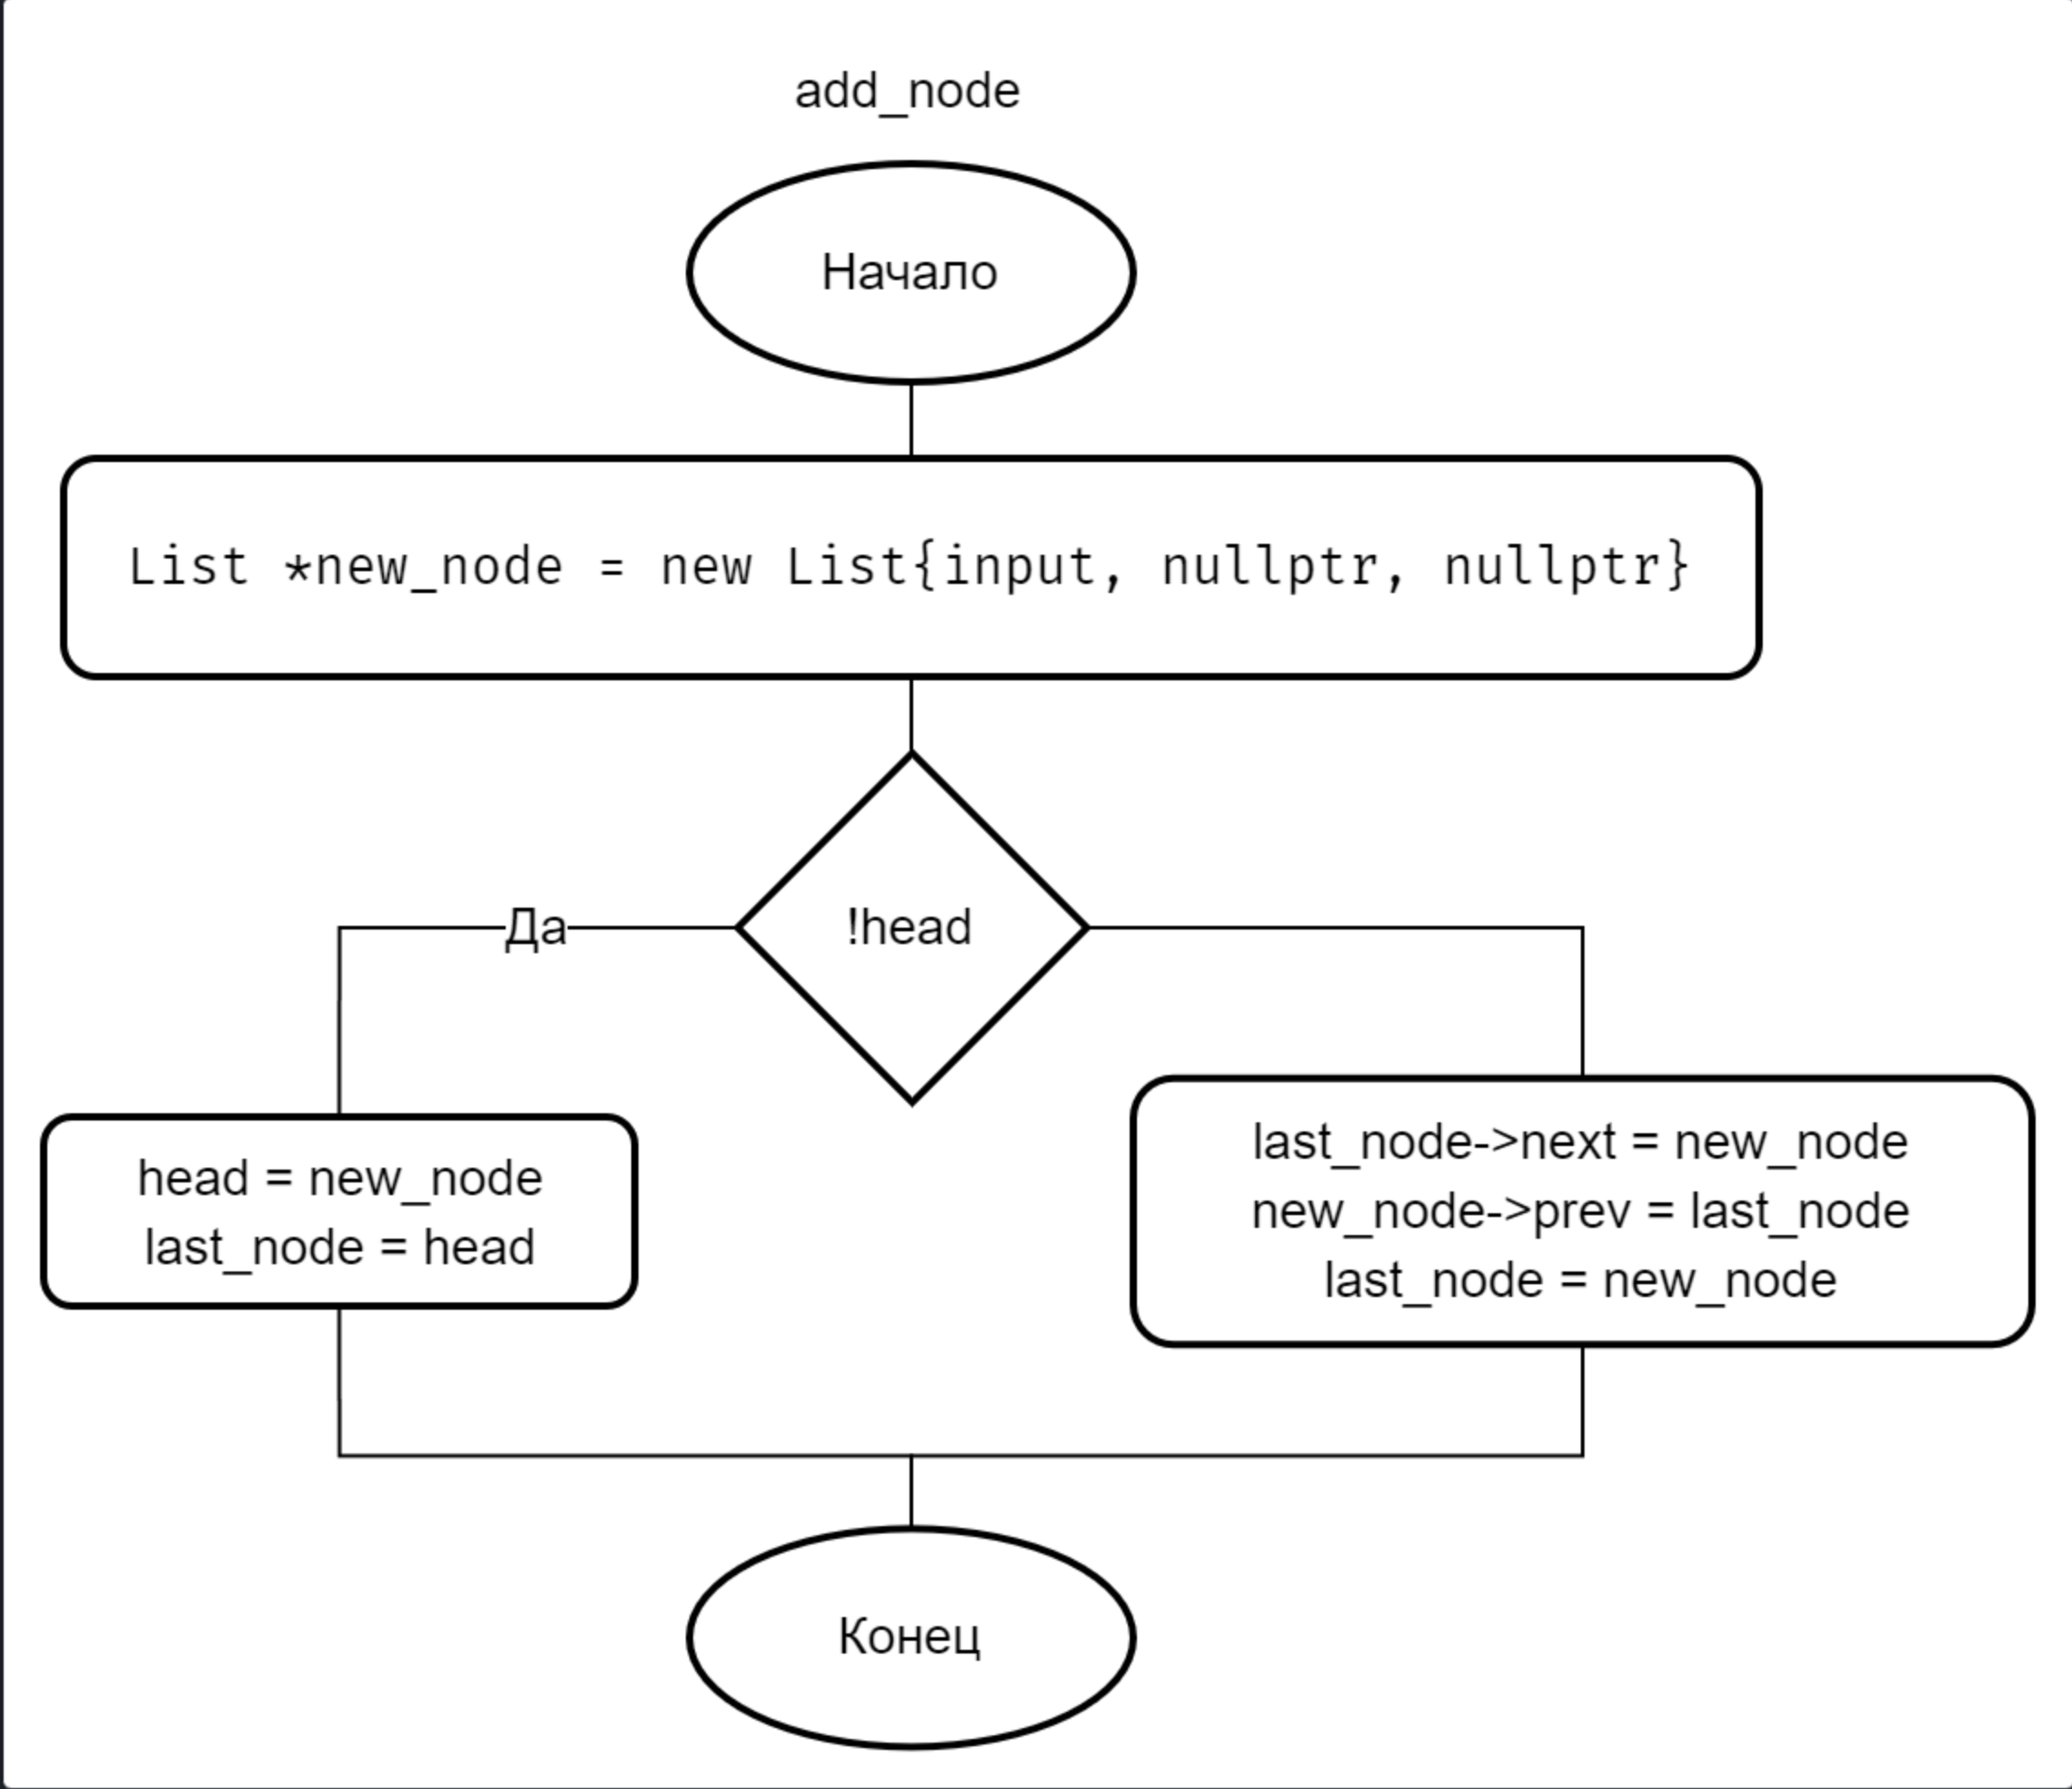 add_node
Начало
List *new_node = new List{input, nullptr, nullptr}
!head
Да
head = new_node
last_node = head
last_node->next = new_node
new_node->prev = last_node
last_node = new_node
Конец